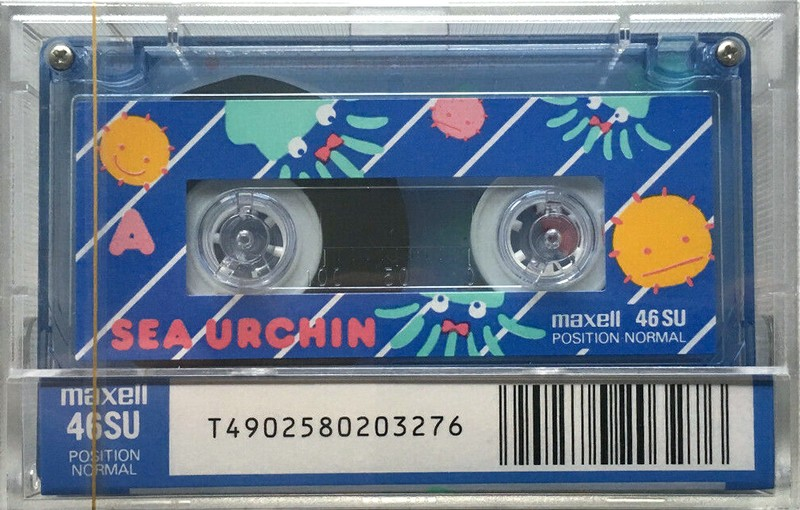 A
SEA URCHIN
maxell 46SU
POSITION NORMAL
maxell
46SU
POSITION
NORMAL
T4902580203276